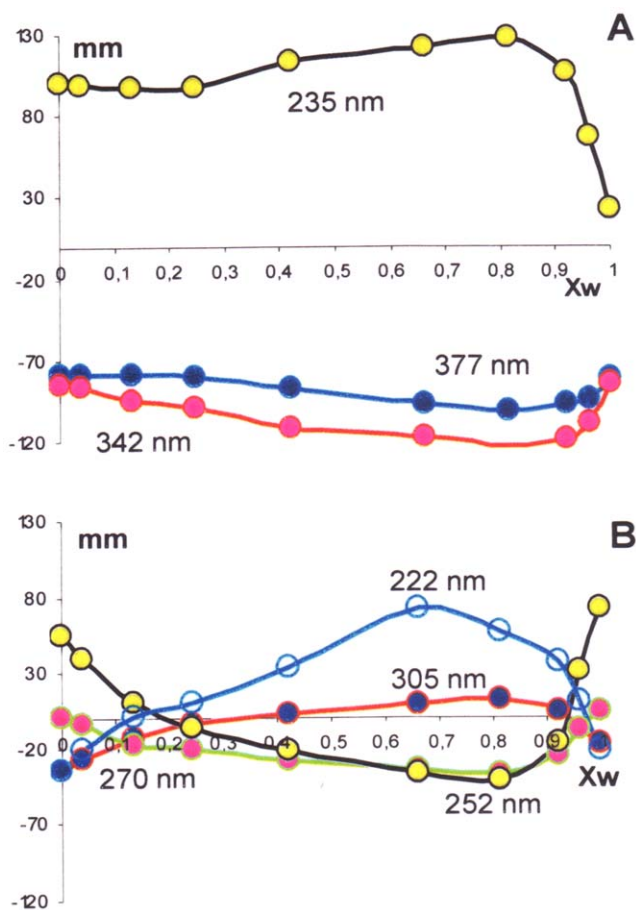 A
130
mm
80
235 nm
30
0 0,1 0,2 0,3 0,4 0,5 0,6 0,7 0,8 0,9 1
-20
Xw
-70
377 nm
342 nm
-120
B
130
mm
80
222 nm
30
305 nm
0 0,1 0,2 0,3 0,4 0,5 0,6 0,7 0,8 0,9
-20
270 nm
252 nm
Xw
-70
-120